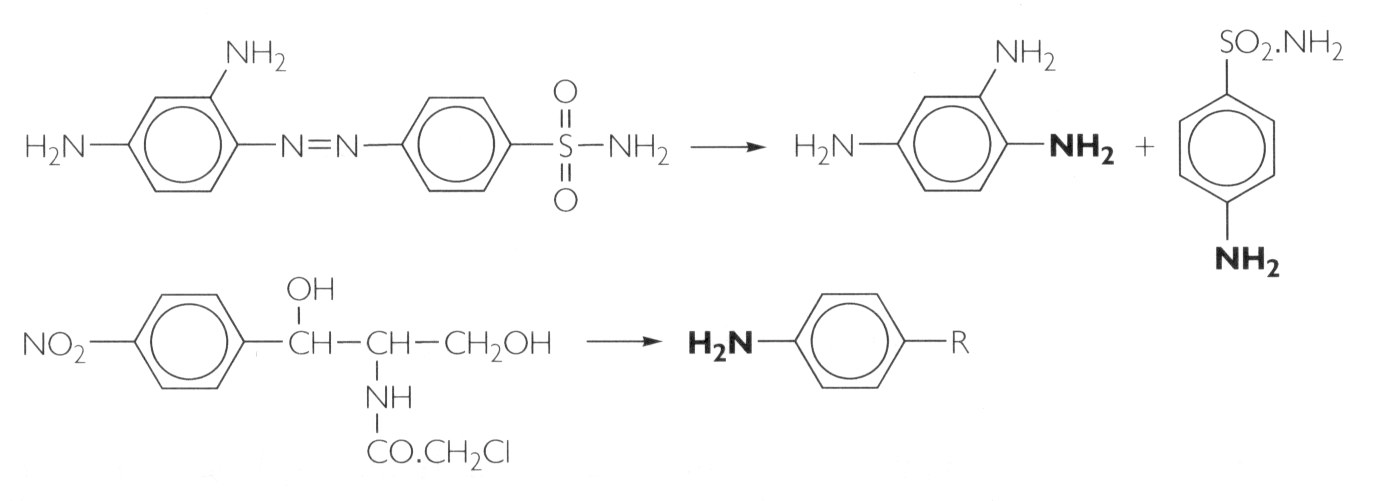 NH₂ O NH₂ SO₂.NH₂
H₂N N=N S NH₂ H₂N NH₂ +
O
NH₂
OH
NO₂ CH CH CH₂OH H₂N R
NH
CO.CH₂Cl